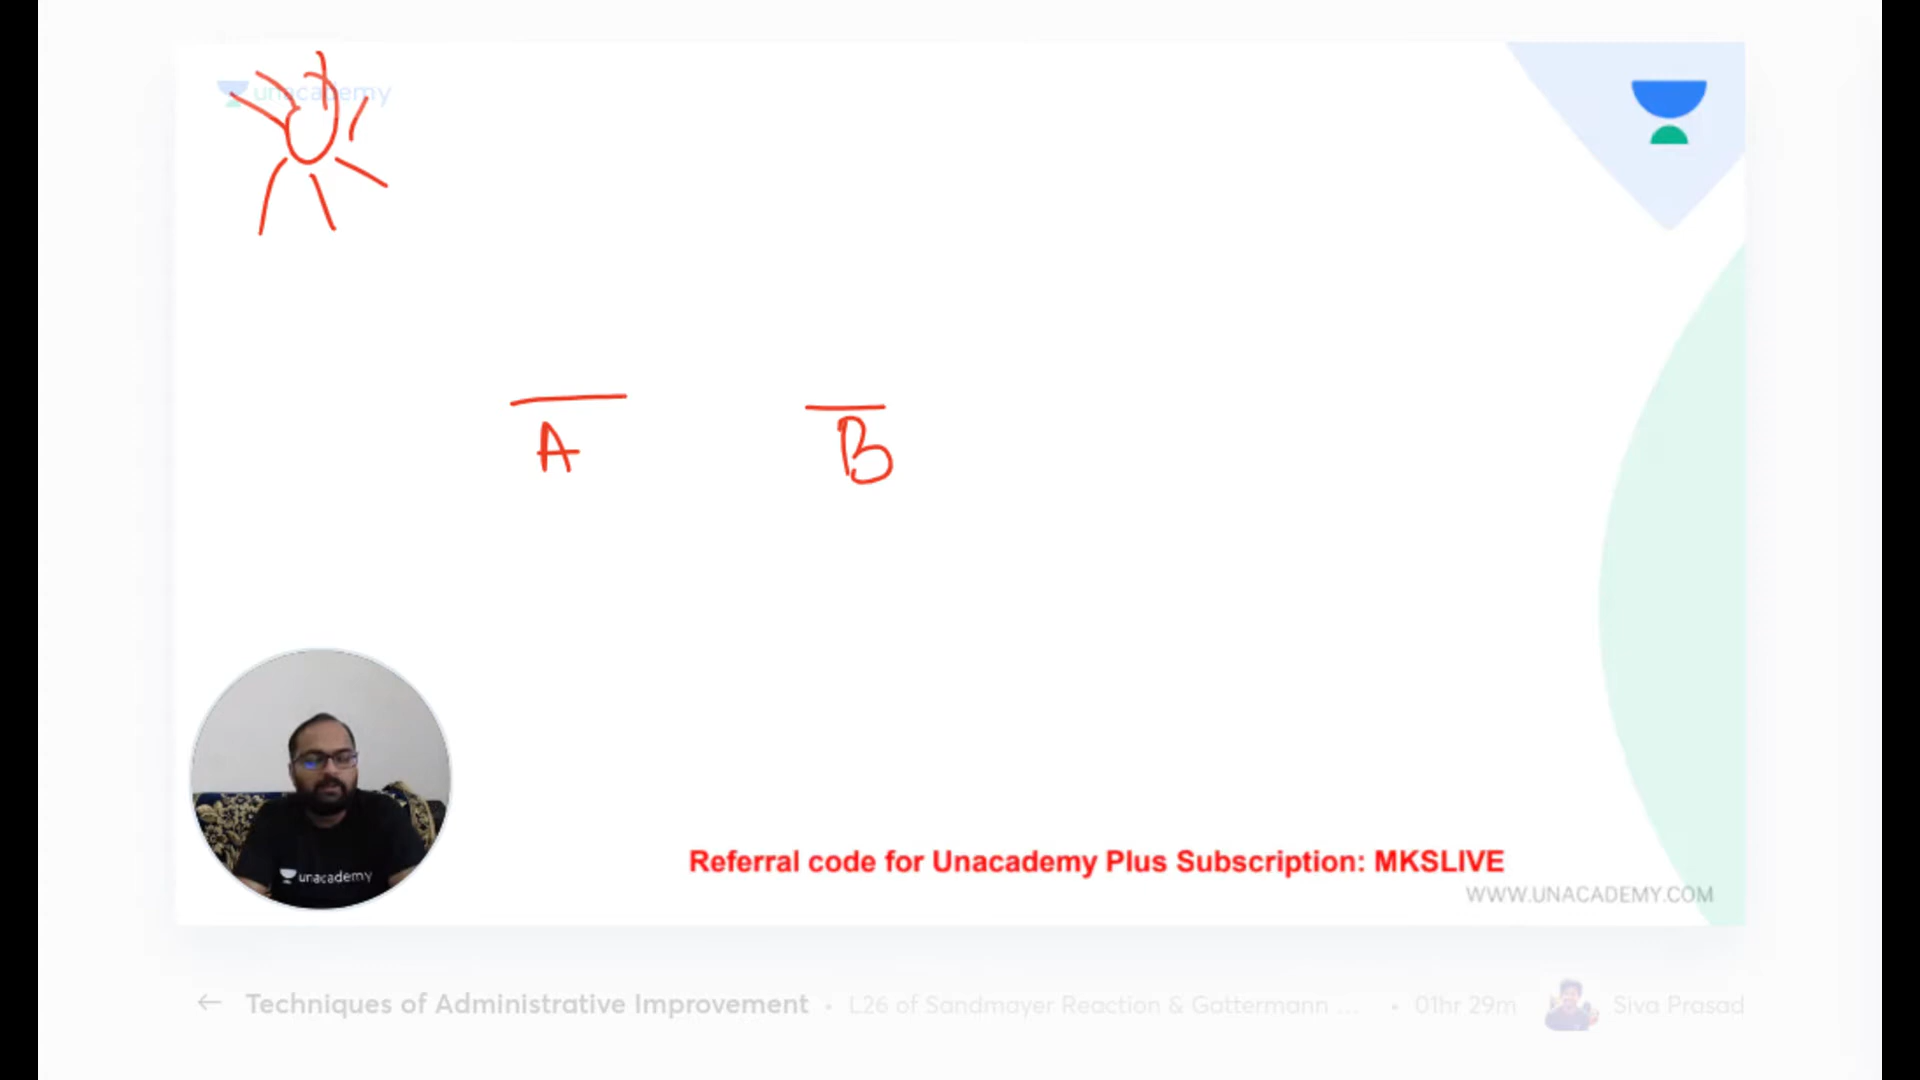 unacademy
A
B
unacademy
Referral code for Unacademy Plus Subscription: MKSLIVE
WWW.UNACADEMY.COM
Techniques of Administrative Improvement • L26 of Sandmayer Reaction & Gattermann ... • 01hr 29m Siva Prasad